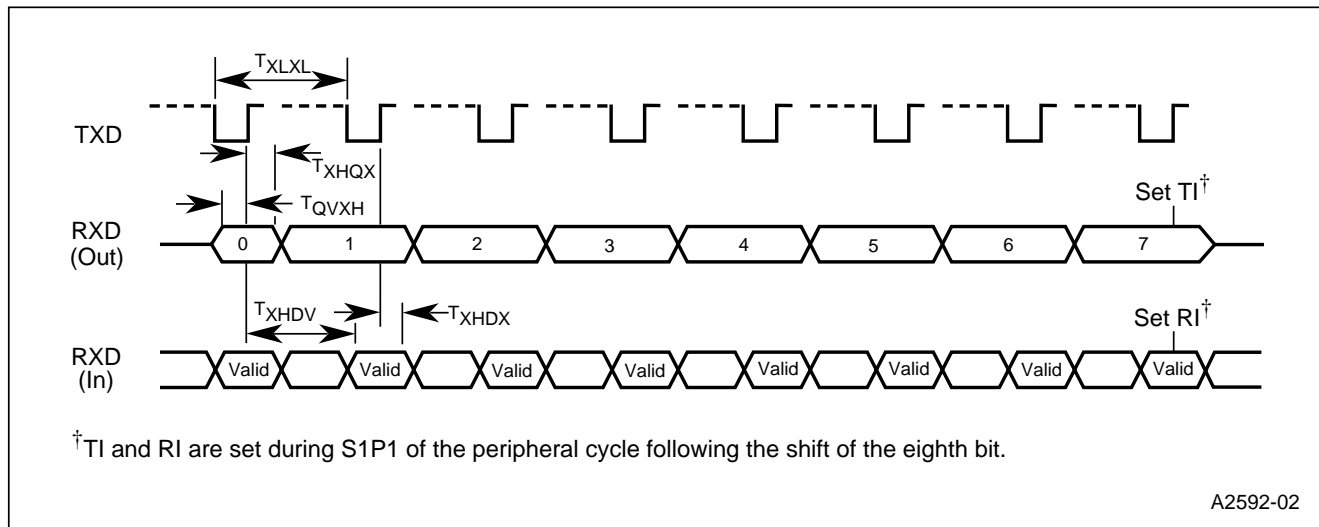 TXLXL
TXD
TXHQX
Set TI†
TQVXH
RXD
(Out)
0 1 2 3 4 5 6 7
TXHDV
TXHDX
Set RI†
RXD
(In)
Valid Valid Valid Valid Valid Valid Valid Valid
†TI and RI are set during S1P1 of the peripheral cycle following the shift of the eighth bit.
A2592-02